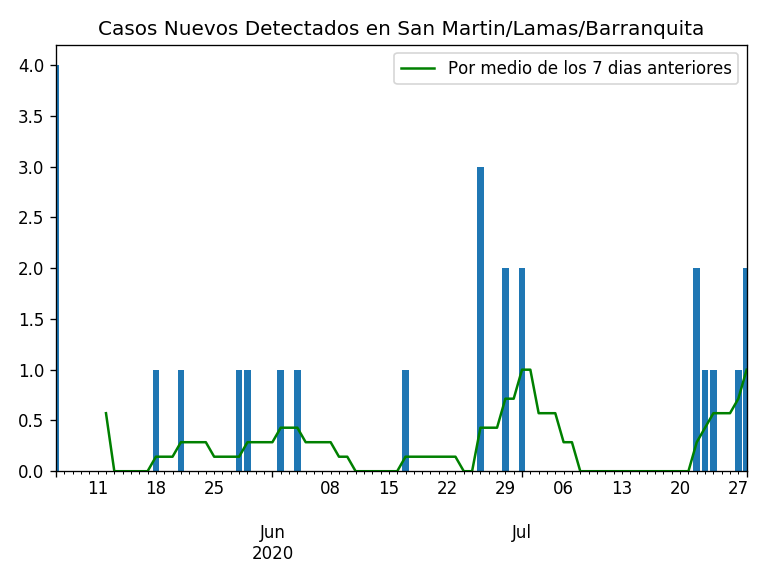 Casos Nuevos Detectados en San Martin/Lamas/Barranquita
Por medio de los 7 dias anteriores
4.0
3.5
3.0
2.5
2.0
1.5
1.0
0.5
0.0
11 18 25 08 15 22 29 06 13 20 27
Jun Jul
2020